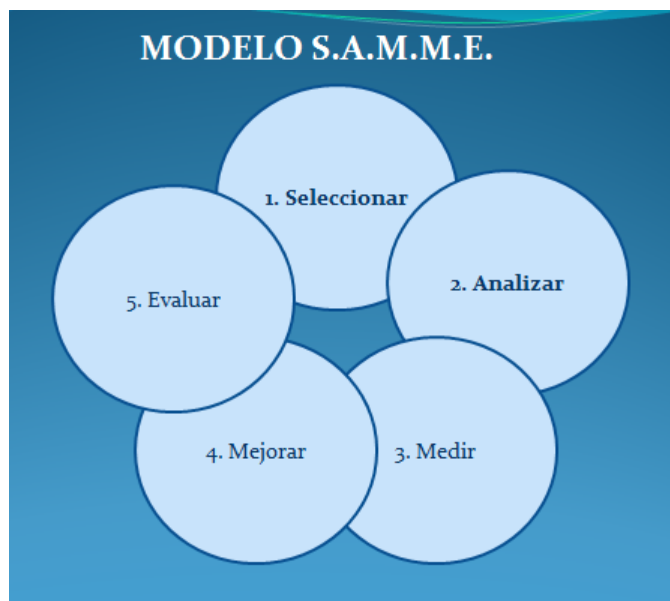 MODELO S.A.M.M.E.
1. Seleccionar
2. Analizar
3. Medir
4. Mejorar
5. Evaluar